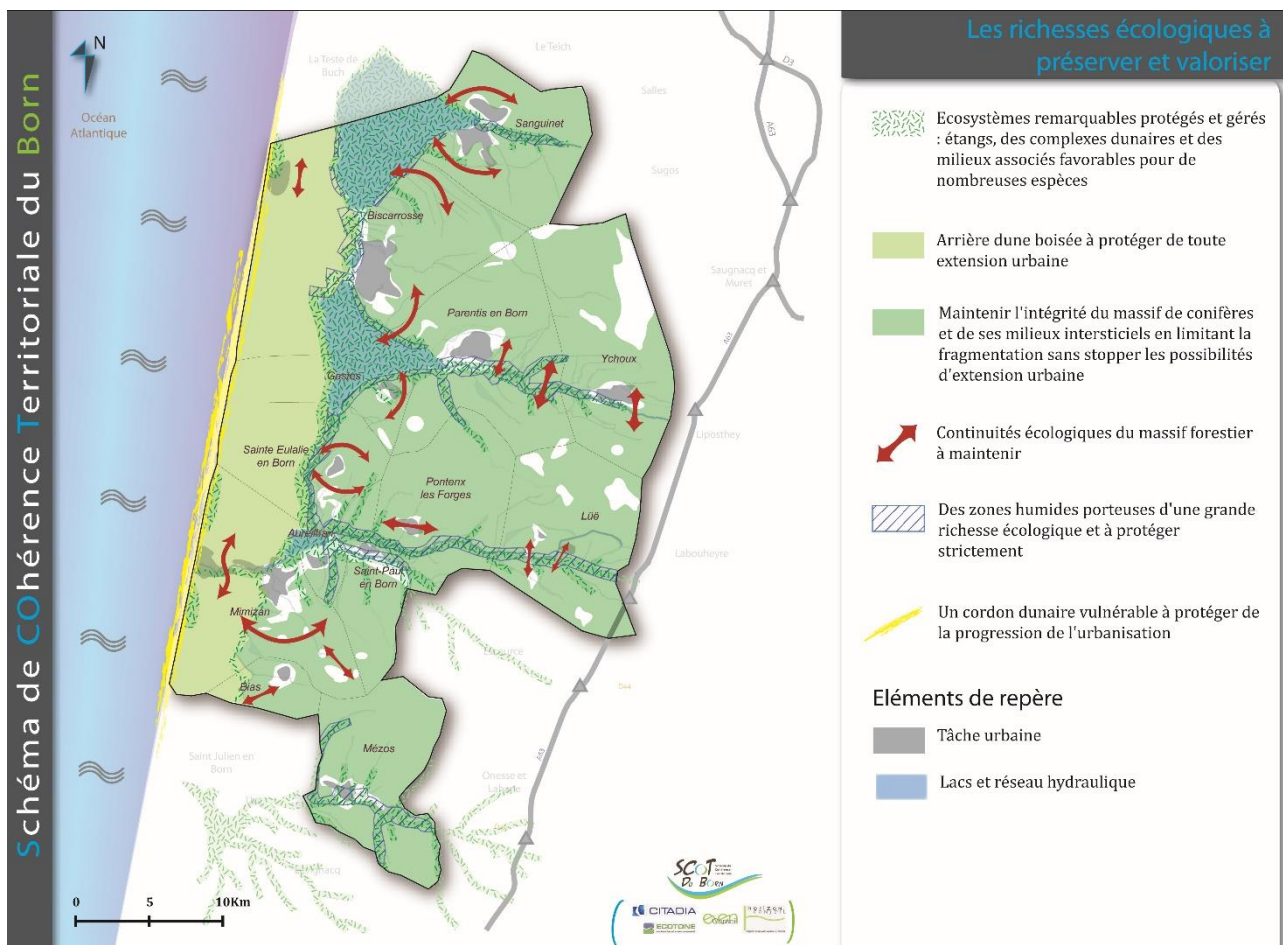 Schéma de COhérence Territoriale du Born
N
Océan
Atlantique
La Teste de
Buch
Le Teich
Salles
D3
A63
Sanguinet
Sugos
Biscarrosse
Saugnacq et
Muret
Parentis en Born
Ychoux
A63
Gastes
Liposthey
Sainte Eulalie
en Born
Pontenx
les Forges
Lüë
Aureilhan
Labouheyre
Saint-Paul
en Born
Mimizan
Bias
D44
Mézos
Saint Julien en
Born
Onesse et
A63
0 5 10Km
SCOT
DU BORN
CITADIA
ECOTONE
Les richesses écologiques à
préserver et valoriser
Ecosystèmes remarquables protégés et gérés
: étangs, des complexes dunaires et des
milieux associés favorables pour de
nombreuses espèces
Arrière dune boisée à protéger de toute
extension urbaine
Maintenir l'intégrité du massif de conifères
et de ses milieux intersticiels en limitant la
fragmentation sans stopper les possibilités
d'extension urbaine
Continuités écologiques du massif forestier
à maintenir
Des zones humides porteuses d'une grande
richesse écologique et à protéger
strictement
Un cordon dunaire vulnérable à protéger de
la progression de l'urbanisation
Eléments de repère
Tâche urbaine
Lacs et réseau hydraulique